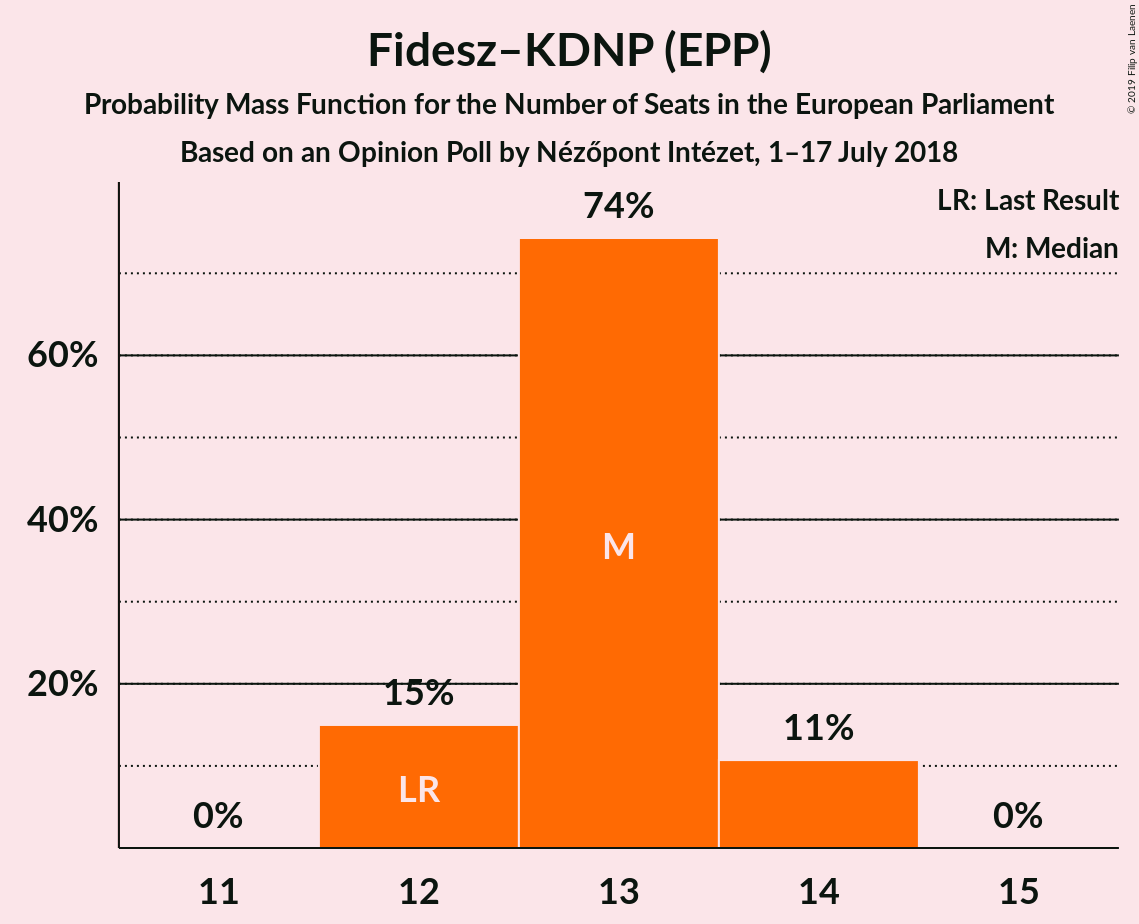 Fidesz–KDNP (EPP)
Probability Mass Function for the Number of Seats in the European Parliament
Based on an Opinion Poll by Nézőpont Intézet, 1–17 July 2018
© 2019 Filip van Laenen
LR: Last Result
M: Median
74%
60%
40%
M
20%
15%
11%
LR
0%
0%
11 12 13 14 15